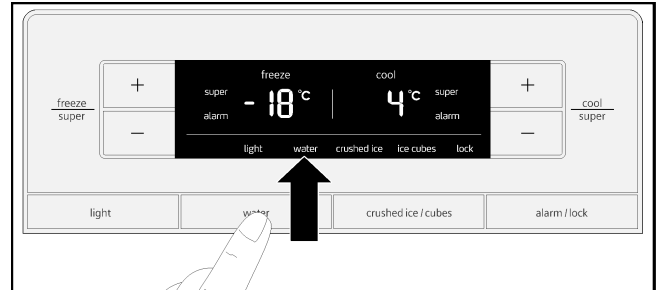 freeze cool
super -18 °C 4 °C super
alarm alarm
light water crushed ice ice cubes lock
freeze
super
+
−
+
−
cool
super
light water crushed ice / cubes alarm / lock